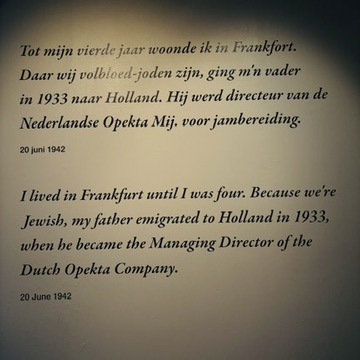 Tot mijn vierde jaar woonde ik in Frankfort.
Daar wij volbloed-joden zijn, ging m'n vader
in 1933 naar Holland. Hij werd directeur van de
Nederlandse Opekta Mij. voor jambereiding.
20 juni 1942
I lived in Frankfurt until I was four. Because we're
Jewish, my father emigrated to Holland in 1933,
when he became the Managing Director of the
Dutch Opekta Company.
20 June 1942